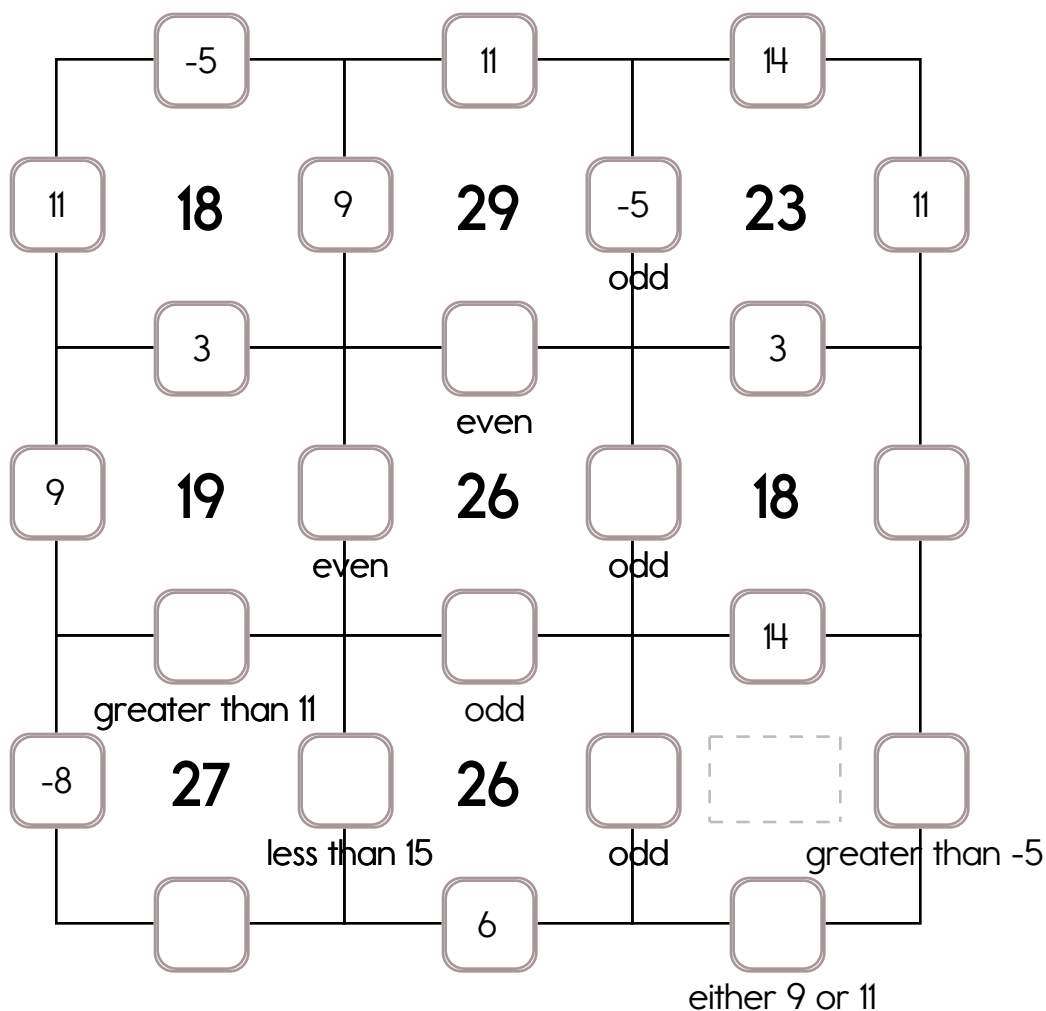 -5 11 14
11 18 9 29 -5 23 11
odd
3 3
even
9 19 26 18
even odd
14
greater than 11 odd
-8 27 26
less than 15 odd greater than -5
6
either 9 or 11